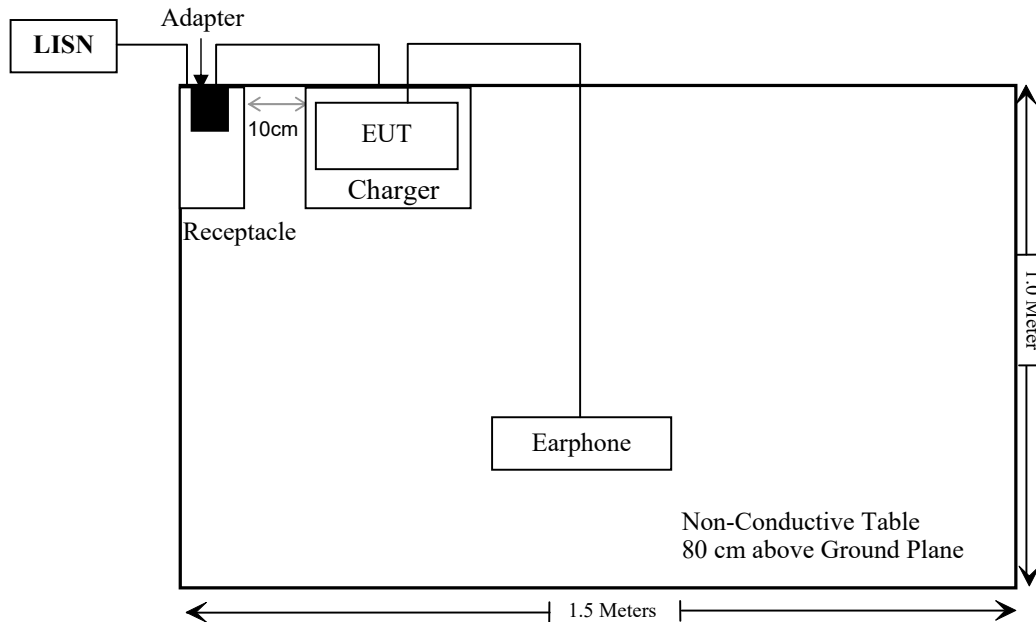 Adapter
LISN
10cm
EUT
Charger
Receptacle
1.0 Meter
Earphone
Non-Conductive Table
80 cm above Ground Plane
1.5 Meters